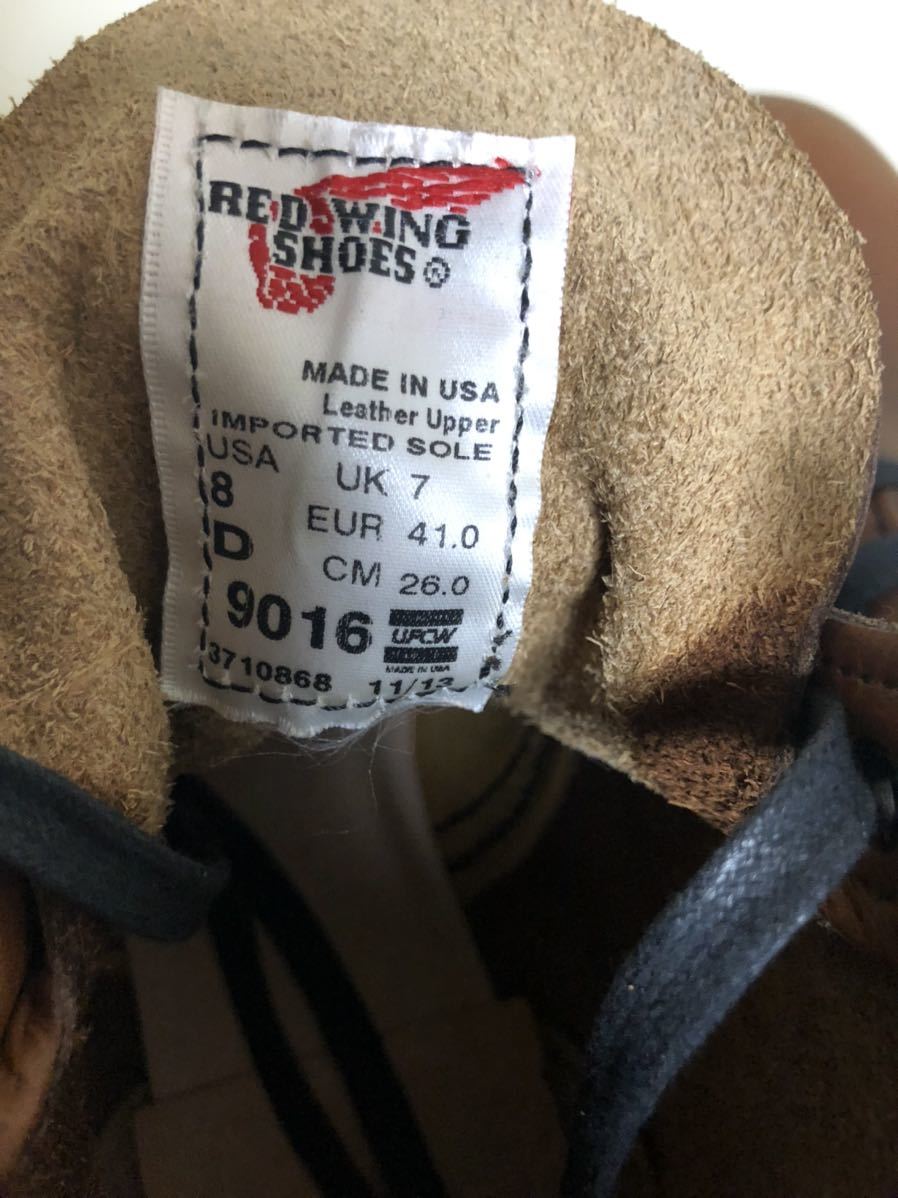 RED WING
SHOES®
MADE IN USA
Leather Upper
IMPORTED SOLE
USA
8 UK 7
D EUR 41.0
CM 26.0
9016 UFCW
MADE IN USA
3710868 11/13